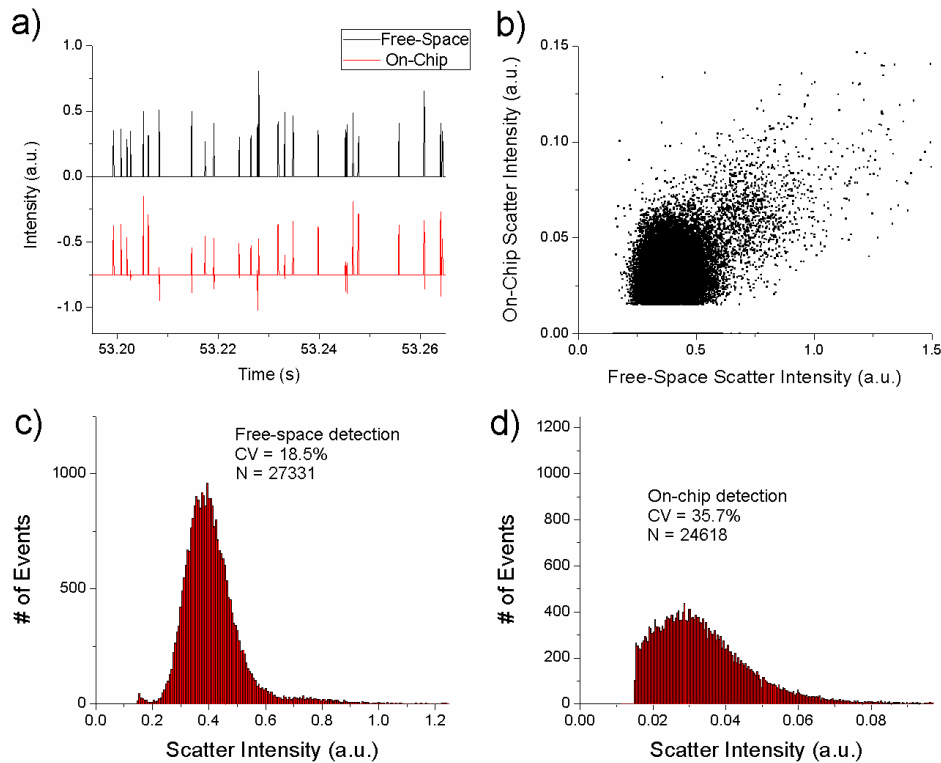 a)
Free-Space
On-Chip
1.0
0.5
0.0
-0.5
-1.0
Intensity (a.u.)
53.20 53.22 53.24 53.26
Time (s)
b)
0.15
0.10
0.05
0.00
On-Chip Scatter Intensity (a.u.)
0.0 0.5 1.0 1.5
Free-Space Scatter Intensity (a.u.)
c)
Free-space detection
CV = 18.5%
N = 27331
1000
500
0
# of Events
0.0 0.2 0.4 0.6 0.8 1.0 1.2
Scatter Intensity (a.u.)
d)
On-chip detection
CV = 35.7%
N = 24618
1200
1000
800
600
400
200
0
# of Events
0.00 0.02 0.04 0.06 0.08
Scatter Intensity (a.u.)